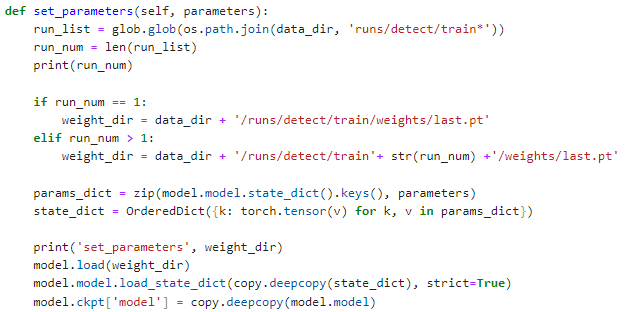 def set_parameters(self, parameters):
    run_list = glob.glob(os.path.join(data_dir, 'runs/detect/train*'))
    run_num = len(run_list)
    print(run_num)

    if run_num == 1:
        weight_dir = data_dir + '/runs/detect/train/weights/last.pt'
    elif run_num > 1:
        weight_dir = data_dir + '/runs/detect/train'+ str(run_num) +'/weights/last.pt'

    params_dict = zip(model.model.state_dict().keys(), parameters)
    state_dict = OrderedDict({k: torch.tensor(v) for k, v in params_dict})

    print('set_parameters', weight_dir)
    model.load(weight_dir)
    model.model.load_state_dict(copy.deepcopy(state_dict), strict=True)
    model.ckpt['model'] = copy.deepcopy(model.model)